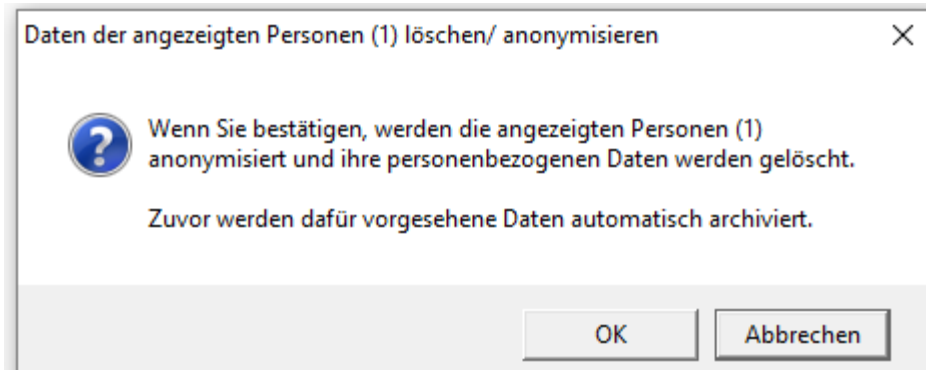 Daten der angezeigten Personen (1) löschen/ anonymisieren
Wenn Sie bestätigen, werden die angezeigten Personen (1)
anonymisiert und ihre personenbezogenen Daten werden gelöscht.
Zuvor werden dafür vorgesehene Daten automatisch archiviert.
OK
Abbrechen